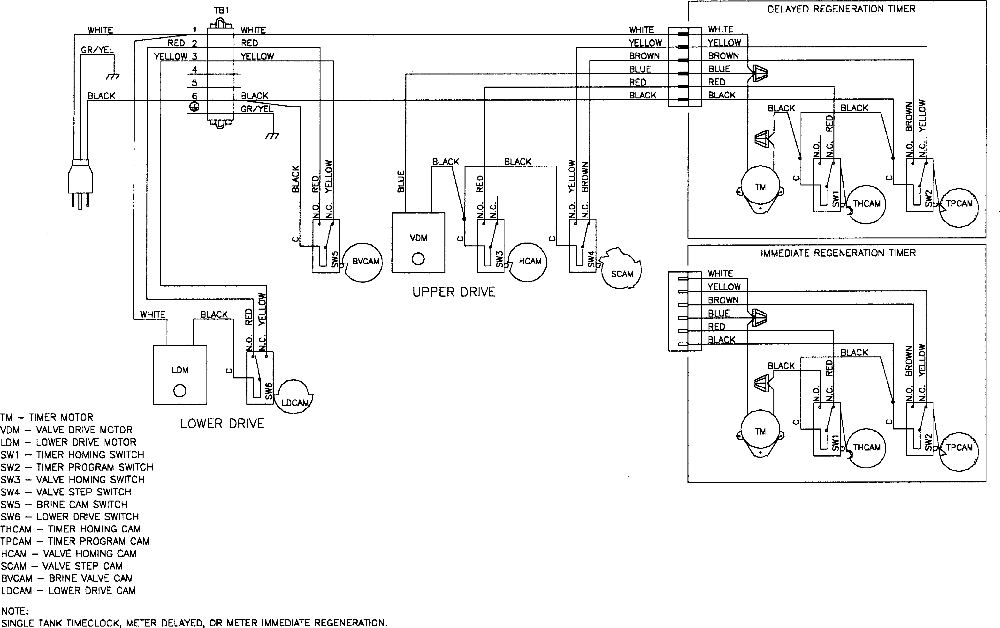 TB1
DELAYED REGENERATION TIMER
WHITE 1 WHITE WHITE WHITE
RED 2 RED YELLOW YELLOW
GR/YEL
YELLOW 3 YELLOW BROWN BROWN
4 BLUE BLUE
5 RED RED
BLACK 6 BLACK BLACK BLACK
GR/YEL
BLACK BLACK
BROWN
YELLOW
RED
N.O.
N.C.
N.O.
N.C.
C
C
TM
SW1
THCAM
SW2
TPCAM
BLACK BLACK
BLACK
RED
YELLOW
BLUE
RED
YELLOW
BROWN
N.O.
N.C.
N.O.
N.C.
N.O.
N.C.
C
C
C
VDM
SW5
BVCAM
SW3
HCAM
SW4
SCAM
UPPER DRIVE
IMMEDIATE REGENERATION TIMER
WHITE
YELLOW
BROWN
BLUE
RED
BLACK
BLACK
BLACK
RED
BROWN
YELLOW
N.O.
N.C.
N.O.
N.C.
C
C
TM
SW1
THCAM
SW2
TPCAM
WHITE BLACK
RED
YELLOW
N.O.
N.C.
C
LDM
SW6
LDCAM
LOWER DRIVE
TM – TIMER MOTOR
VDM – VALVE DRIVE MOTOR
LDM – LOWER DRIVE MOTOR
SW1 – TIMER HOMING SWITCH
SW2 – TIMER PROGRAM SWITCH
SW3 – VALVE HOMING SWITCH
SW4 – VALVE STEP SWITCH
SW5 – BRINE CAM SWITCH
SW6 – LOWER DRIVE SWITCH
THCAM – TIMER HOMING CAM
TPCAM – TIMER PROGRAM CAM
HCAM – VALVE HOMING CAM
SCAM – VALVE STEP CAM
BVCAM – BRINE VALVE CAM
LDCAM – LOWER DRIVE CAM
NOTE:
SINGLE TANK TIMECLOCK, METER DELAYED, OR METER IMMEDIATE REGENERATION.